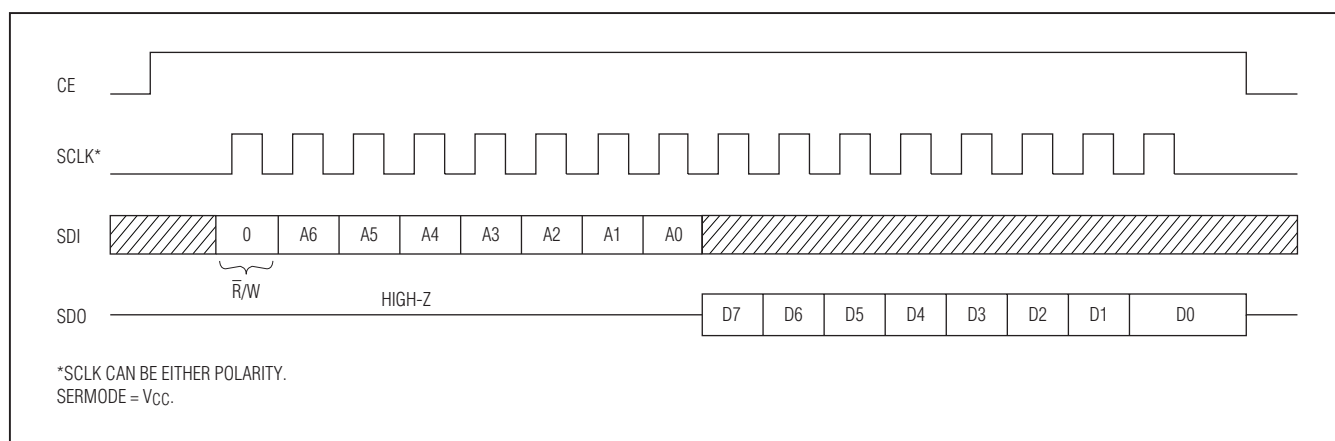 CE
SCLK*
SDI 0 A6 A5 A4 A3 A2 A1 A0
R̅/W
HIGH-Z
SDO D7 D6 D5 D4 D3 D2 D1 D0
*SCLK CAN BE EITHER POLARITY.
SERMODE = VCC.